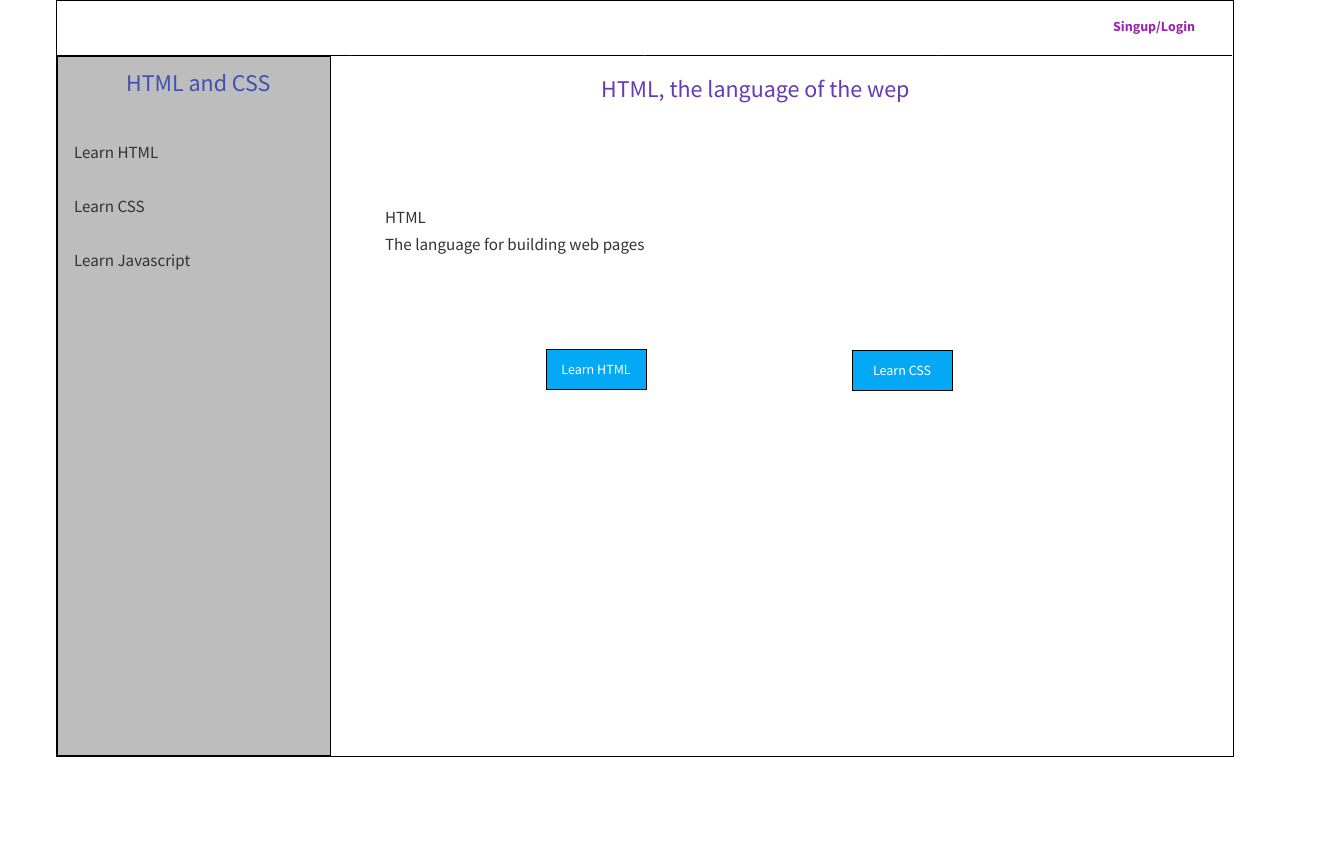 Singup/Login
HTML and CSS
Learn HTML
Learn CSS
Learn Javascript
HTML, the language of the wep
HTML
The language for building web pages
Learn HTML
Learn CSS